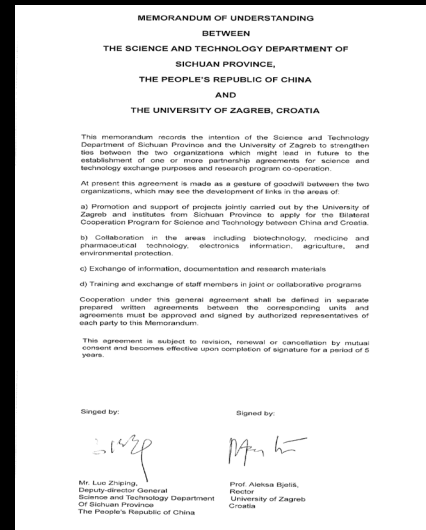 MEMORANDUM OF UNDERSTANDING
BETWEEN
THE SCIENCE AND TECHNOLOGY DEPARTMENT OF
SICHUAN PROVINCE,
THE PEOPLE'S REPUBLIC OF CHINA
AND
THE UNIVERSITY OF ZAGREB, CROATIA
This memorandum records the intention of the Science and Technology
Department of Sichuan Province and the University of Zagreb to strengthen
ties between the two organizations which might lead in future to the
establishment of one or more partnership agreements for science and
technology exchange purposes and research program co-operation.
At present this agreement is made as a gesture of goodwill between the two
organizations, which may see the development of links in the areas of:
a) Promotion and support of projects jointly carried out by the University of
Zagreb and institutes from Sichuan Province to apply for the Bilateral
Cooperation Program for Science and Technology between China and Croatia.
b) Collaboration in the areas including biotechnology, medicine and
pharmaceutical technology, electronics information, agriculture, and
environmental protection.
c) Exchange of information, documentation and research materials
d) Training and exchange of staff members in joint or collaborative programs
Cooperation under this general agreement shall be defined in separate
prepared written agreements between the corresponding units and
agreements must be approved and signed by authorized representatives of
each party to this Memorandum.
This agreement is subject to revision, renewal or cancellation by mutual
consent and becomes effective upon completion of signature for a period of 5
years.
Singed by:
Signed by:
Mr. Luo Zhiping,
Deputy-director General
Science and Technology Department
Of Sichuan Province
The People's Republic of China
Prof. Aleksa Bjeliš,
Rector
University of Zagreb
Croatia